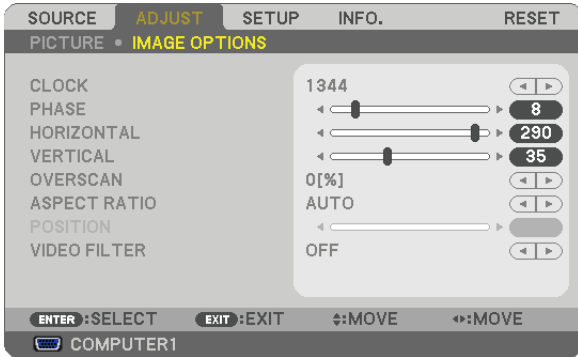 SOURCE ADJUST SETUP INFO. RESET
PICTURE • IMAGE OPTIONS
CLOCK 1344
PHASE 8
HORIZONTAL 290
VERTICAL 35
OVERSCAN 0[%]
ASPECT RATIO AUTO
POSITION
VIDEO FILTER OFF
ENTER :SELECT EXIT :EXIT :MOVE :MOVE
COMPUTER1